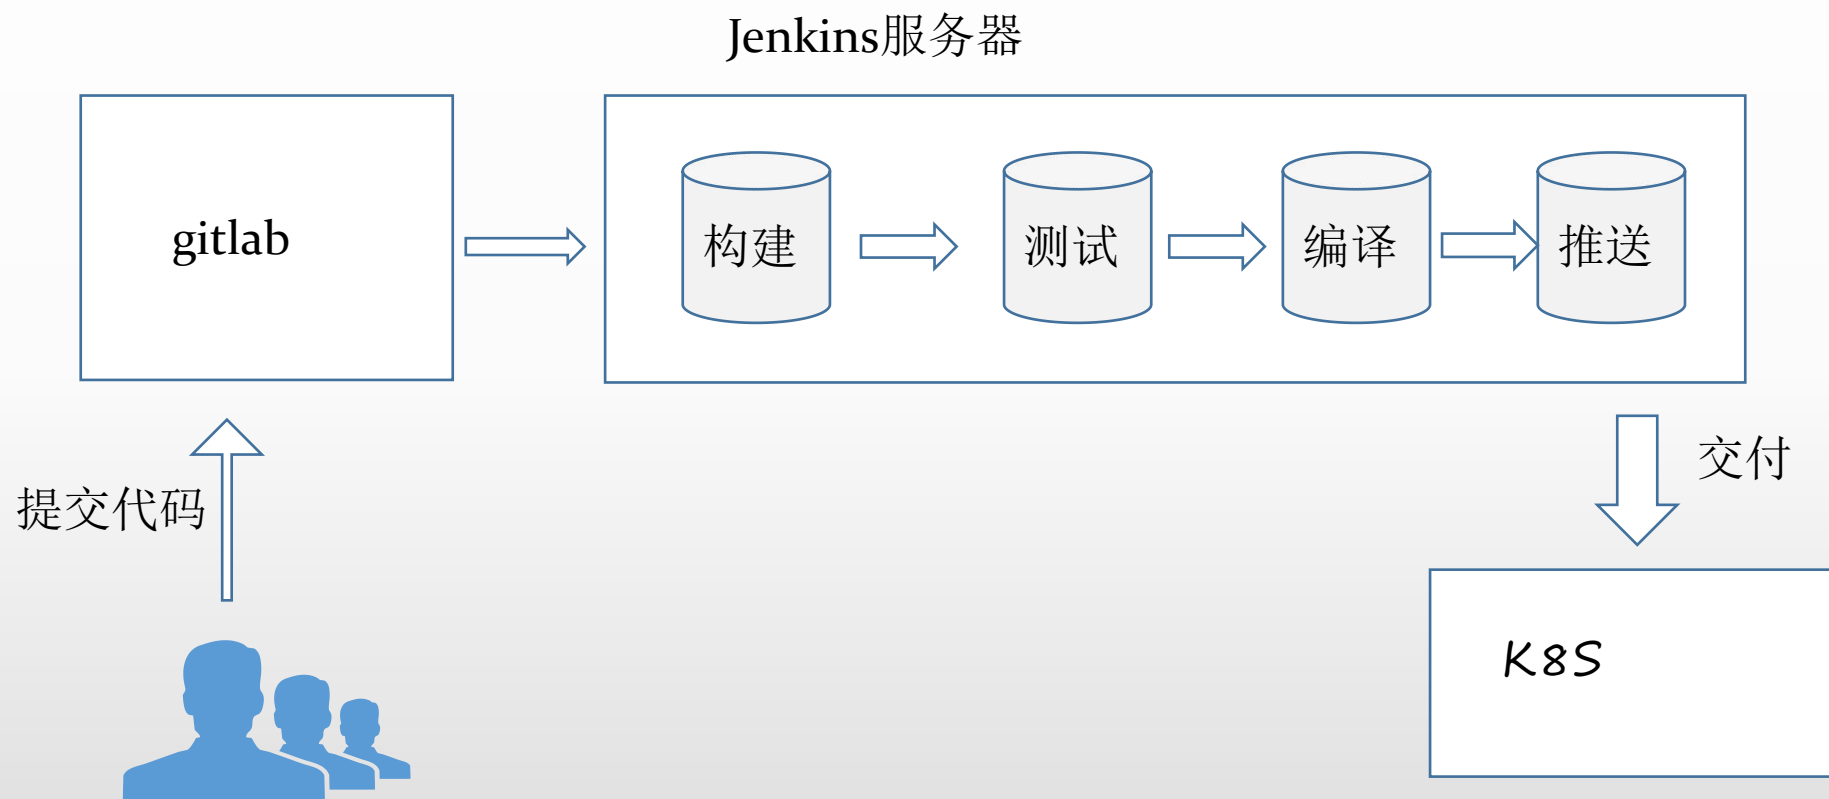 Jenkins服务器
gitlab
构建
测试
编译
推送
提交代码
交付
K8S